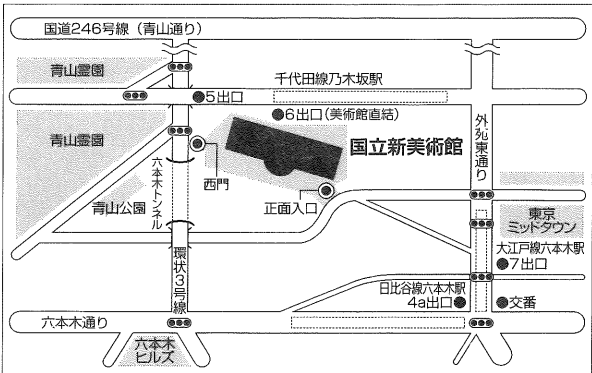 国道246号線(青山通り)
青山霊園
千代田線乃木坂駅
5出口
6出口(美術館直結)
青山霊園
国立新美術館
外苑東通り
西門
六本木トンネル
青山公園
正面入口
東京
ミッドタウン
環状3号線
大江戸線六本木駅
7出口
日比谷線六本木駅
4a出口
交番
六本木通り
六本木
ヒルズ